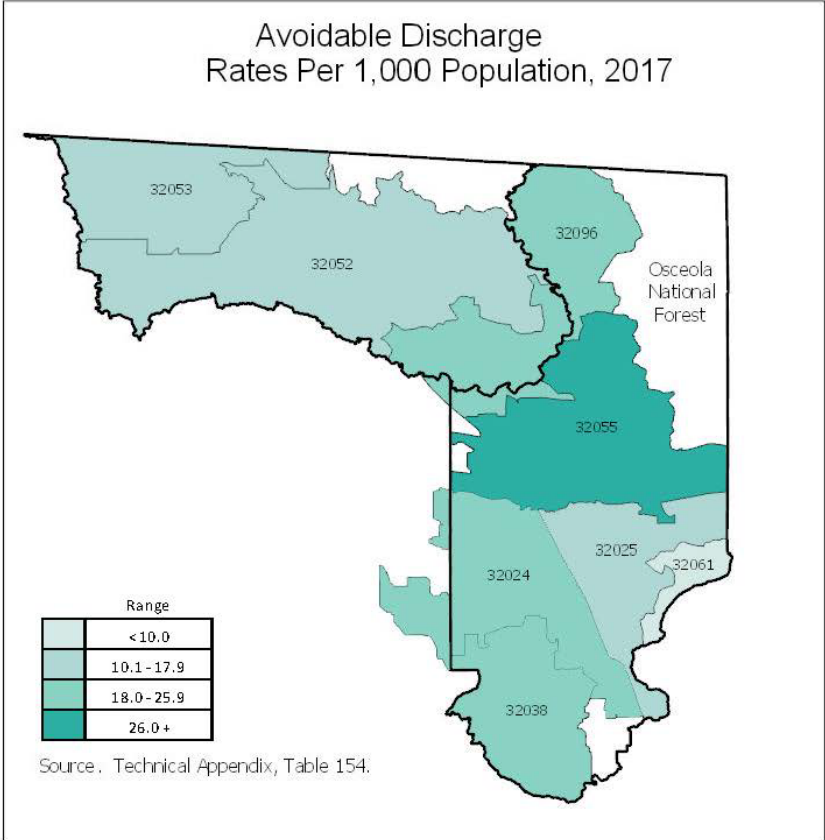 Avoidable Discharge
Rates Per 1,000 Population, 2017
32053
32096
32052
Osceola
National
Forest
32055
32025
32061
32024
32038
Range
<10.0
10.1-17.9
18.0-25.9
26.0+
Source. Technical Appendix, Table 154.